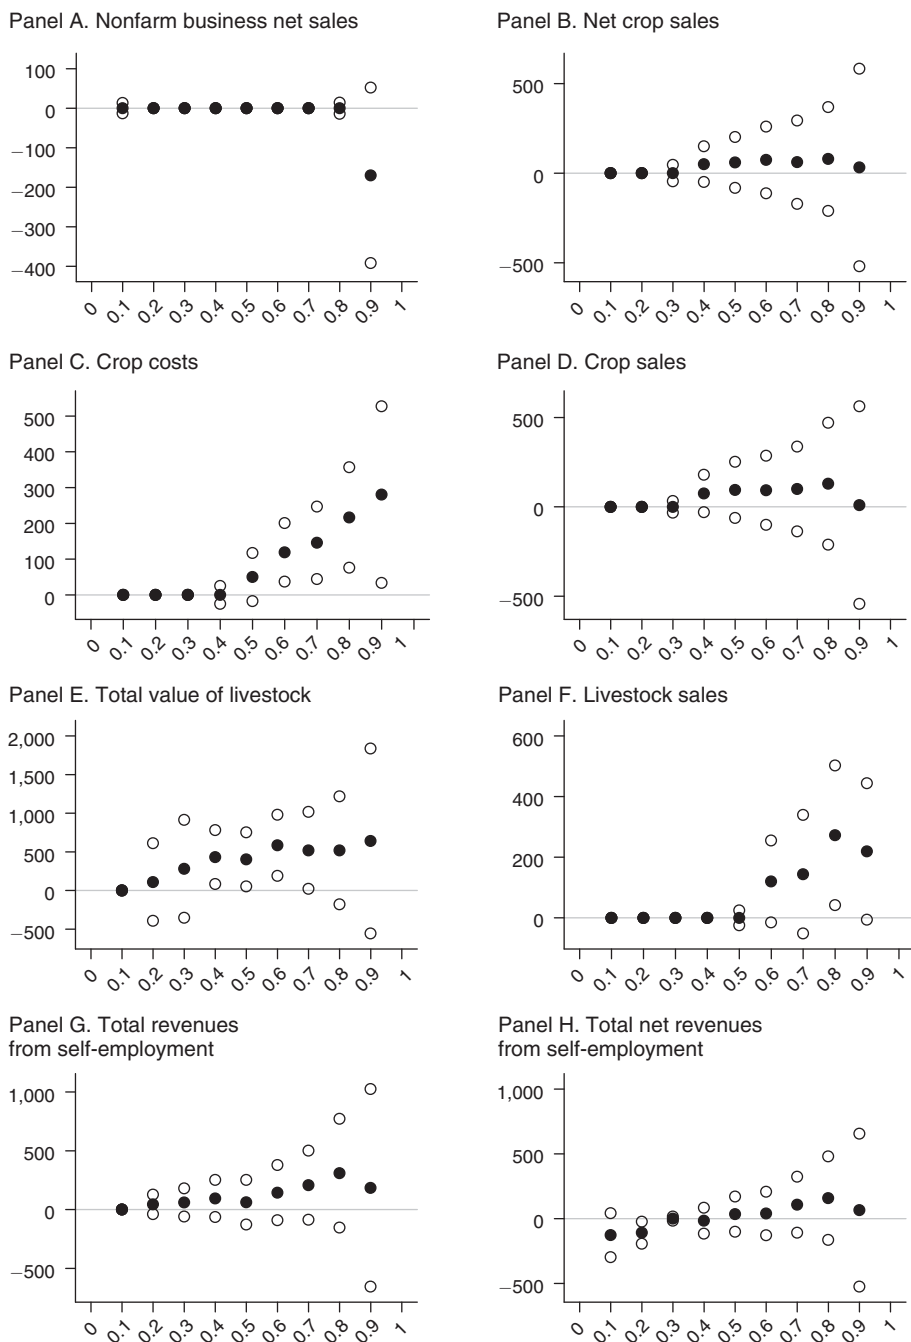 Panel A. Nonfarm business net sales
100
0
−100
−200
−300
−400
0 0.1 0.2 0.3 0.4 0.5 0.6 0.7 0.8 0.9 1
Panel B. Net crop sales
500
0
−500
0 0.1 0.2 0.3 0.4 0.5 0.6 0.7 0.8 0.9 1
Panel C. Crop costs
500
400
300
200
100
0
0 0.1 0.2 0.3 0.4 0.5 0.6 0.7 0.8 0.9 1
Panel D. Crop sales
500
0
−500
0 0.1 0.2 0.3 0.4 0.5 0.6 0.7 0.8 0.9 1
Panel E. Total value of livestock
2,000
1,500
1,000
500
0
−500
0 0.1 0.2 0.3 0.4 0.5 0.6 0.7 0.8 0.9 1
Panel F. Livestock sales
600
400
200
0
0 0.1 0.2 0.3 0.4 0.5 0.6 0.7 0.8 0.9 1
Panel G. Total revenues
from self-employment
1,000
500
0
−500
0 0.1 0.2 0.3 0.4 0.5 0.6 0.7 0.8 0.9 1
Panel H. Total net revenues
from self-employment
1,000
500
0
−500
0 0.1 0.2 0.3 0.4 0.5 0.6 0.7 0.8 0.9 1